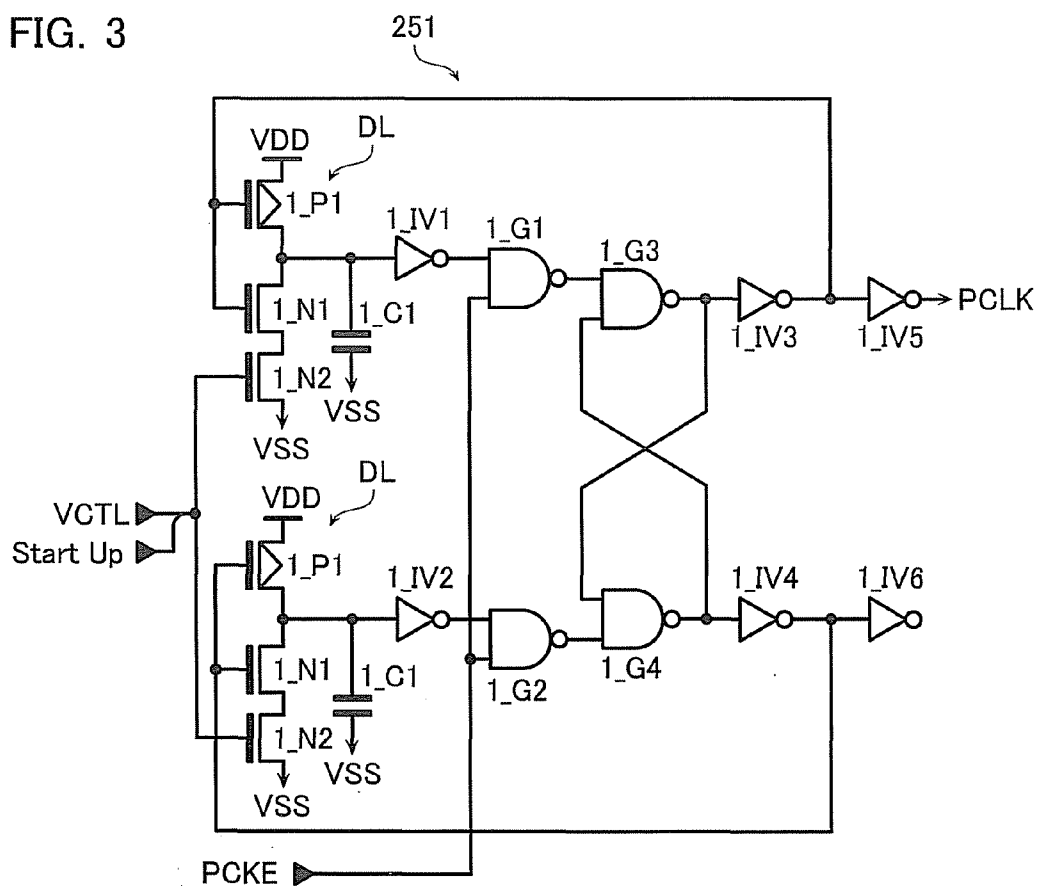 FIG. 3
251
DL
VDD
1_P1
1_IV1
1_G1
1_G3
1_N1
1_C1
1_IV3
1_IV5
PCLK
1_N2
VSS
VSS
DL
VDD
VCTL
Start Up
1_P1
1_IV2
1_IV4
1_IV6
1_N1
1_C1
1_G2
1_G4
1_N2
VSS
VSS
PCKE